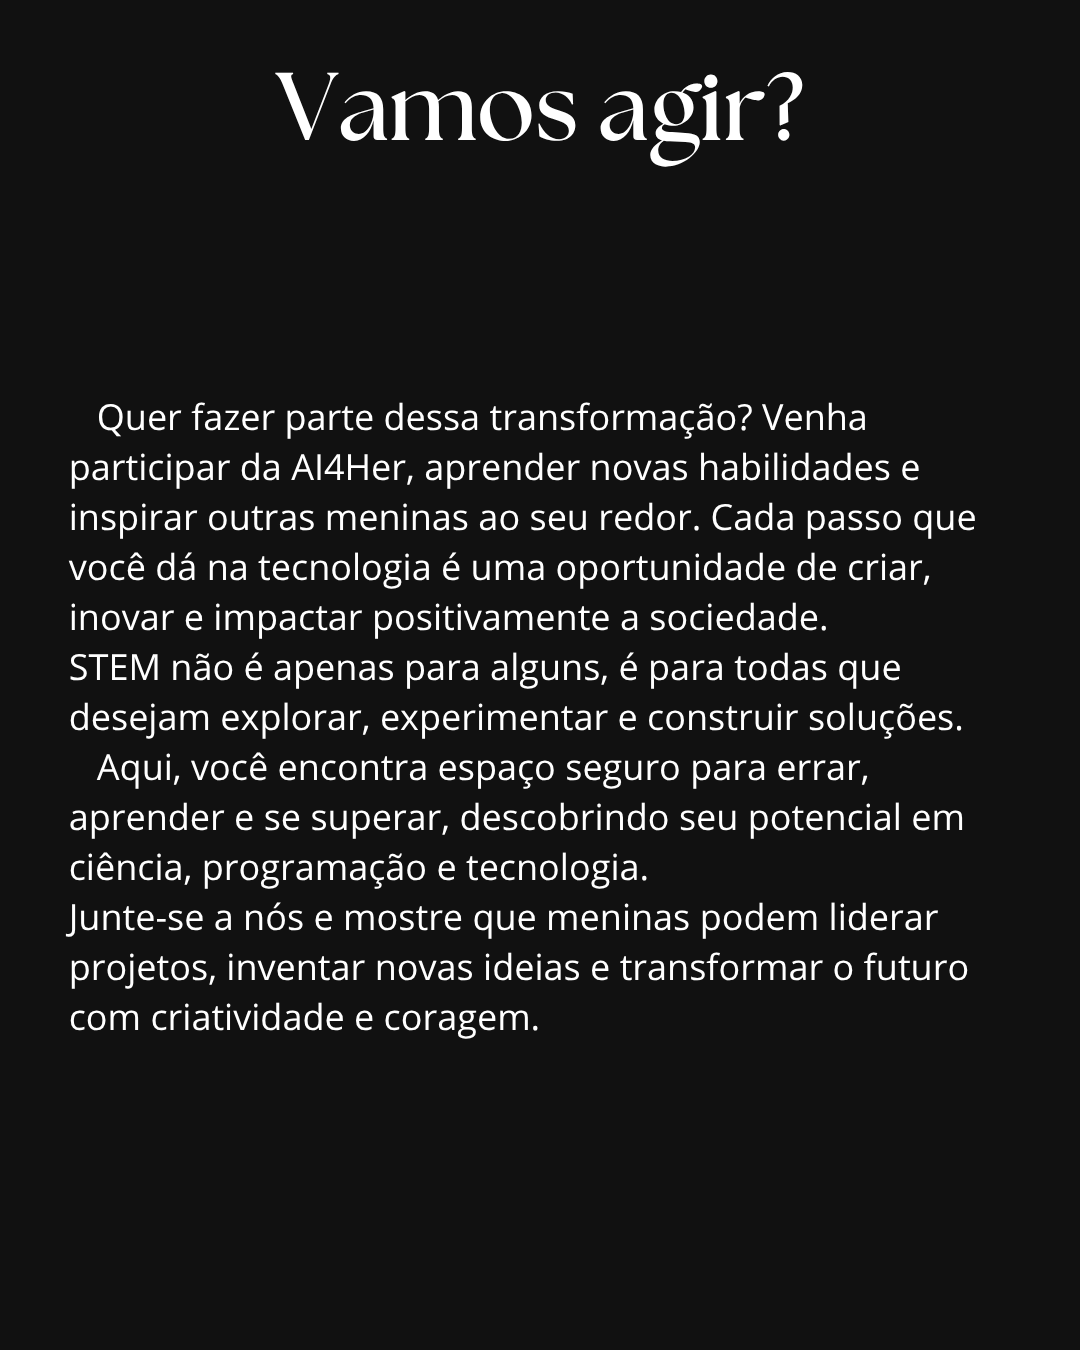 Vamos agir?
Quer fazer parte dessa transformação? Venha
participar da AI4Her, aprender novas habilidades e
inspirar outras meninas ao seu redor. Cada passo que
você dá na tecnologia é uma oportunidade de criar,
inovar e impactar positivamente a sociedade.
STEM não é apenas para alguns, é para todas que
desejam explorar, experimentar e construir soluções.
Aqui, você encontra espaço seguro para errar,
aprender e se superar, descobrindo seu potencial em
ciência, programação e tecnologia.
Junte-se a nós e mostre que meninas podem liderar
projetos, inventar novas ideias e transformar o futuro
com criatividade e coragem.